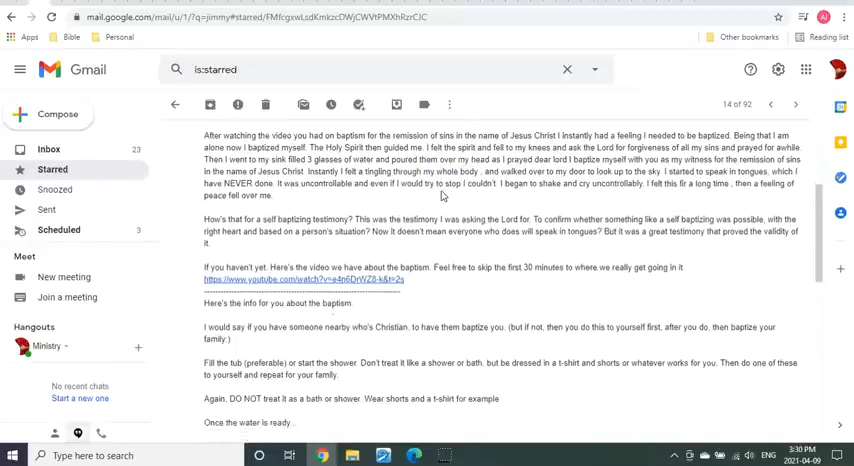 mail.google.com/mail/u/1/?q=jimmy#starred/FMfcgxwLsdKmkzcDWjCWVtPMXhRzrCJC
Apps Bible Personal Other bookmarks Reading list
Gmail is:starred
Compose 14 of 92
Inbox 23
Starred
Snoozed
Sent
Scheduled 3
Meet
New meeting
Join a meeting
Hangouts
Ministry
No recent chats
Start a new one
After watching the video you had on baptism for the remission of sins in the name of Jesus Christ I instantly had a feeling I needed to be baptized. Being that I am
alone now I baptized myself. The Holy Spirit then guided me. I felt the spirit and fell to my knees and ask the Lord for forgiveness of all my sins and prayed for awhile.
Then I went to my sink filled 3 glasses of water and poured them over my head as I prayed dear lord I baptize myself with you as my witness for the remission of sins
in the name of Jesus Christ. Instantly I felt a tingling through my whole body , and walked over to my door to look up to the sky. I started to speak in tongues, which I
have NEVER done. It was uncontrollable and even if I would try to stop I couldn't. I began to shake and cry uncontrollably. I felt this fir a long time , then a feeling of
peace fell over me.
How's that for a self baptizing testimony? This was the testimony I was asking the Lord for. To confirm whether something like a self baptizing was possible, with the
right heart and based on a person's situation? Now it doesn't mean everyone who does will speak in tongues? But it was a great testimony that proved the validity of
it.
If you haven't yet. Here's the video we have about the baptism. Feel free to skip the first 30 minutes to where we really get going in it
https://www.youtube.com/watch?v=e4n6DrWZ8-k&t=2s
------------------------------------------------------------------------
Here's the info for you about the baptism.
I would say if you have someone nearby who's Christian, to have them baptize you. (but if not, then you do this to yourself first, after you do, then baptize your
family:)
Fill the tub (preferable) or start the shower. Don't treat it like a shower or bath, but be dressed in a t-shirt and shorts or whatever works for you. Then do one of these
to yourself and repeat for your family.
Again, DO NOT treat it as a bath or shower. Wear shorts and a t-shirt for example
Once the water is ready...
Type here to search
ENG
3:30 PM
2021-04-09